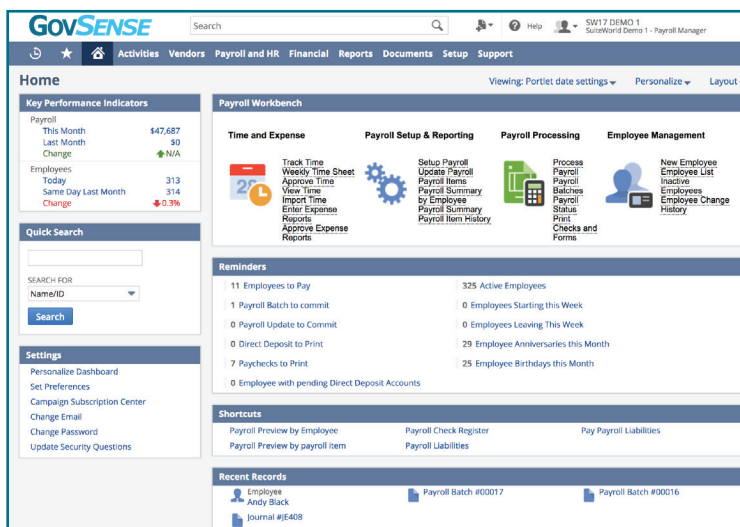 GOVSENSE
Search
Help
SW17 DEMO 1
SuiteWorld Demo 1 - Payroll Manager
Activities Vendors Payroll and HR Financial Reports Documents Setup Support
Home
Viewing: Portlet date settings Personalize Layout
Key Performance Indicators
Payroll
This Month $47,687
Last Month $0
Change N/A
Employees
Today 313
Same Day Last Month 314
Change 0.3%
Quick Search
SEARCH FOR
Name/ID
Search
Settings
Personalize Dashboard
Set Preferences
Campaign Subscription Center
Change Email
Change Password
Update Security Questions
Payroll Workbench
Time and Expense
Track Time
Weekly Time Sheet
Approve Time
View Time
Import Time
Enter Expense
Reports
Approve Expense
Reports
Payroll Setup & Reporting
Setup Payroll
Update Payroll
Payroll Items
Payroll Summary
by Employee
Payroll Summary
Payroll Item History
Payroll Processing
Process
Payroll
Payroll
Batches
Payroll
Status
Print
Checks and
Forms
Employee Management
New Employee
Employee List
Inactive
Employees
Employee Change
History
Reminders
11 Employees to Pay
1 Payroll Batch to commit
0 Payroll Update to Commit
0 Direct Deposit to Print
7 Paychecks to Print
0 Employee with pending Direct Deposit Accounts
325 Active Employees
0 Employees Starting this Week
0 Employees Leaving This Week
29 Employee Anniversaries this Month
25 Employee Birthdays this Month
Shortcuts
Payroll Preview by Employee
Payroll Check Register
Pay Payroll Liabilities
Payroll Preview by payroll item
Payroll Liabilities
Recent Records
Employee
Andy Black
Payroll Batch #00017
Payroll Batch #00016
Journal #JE408